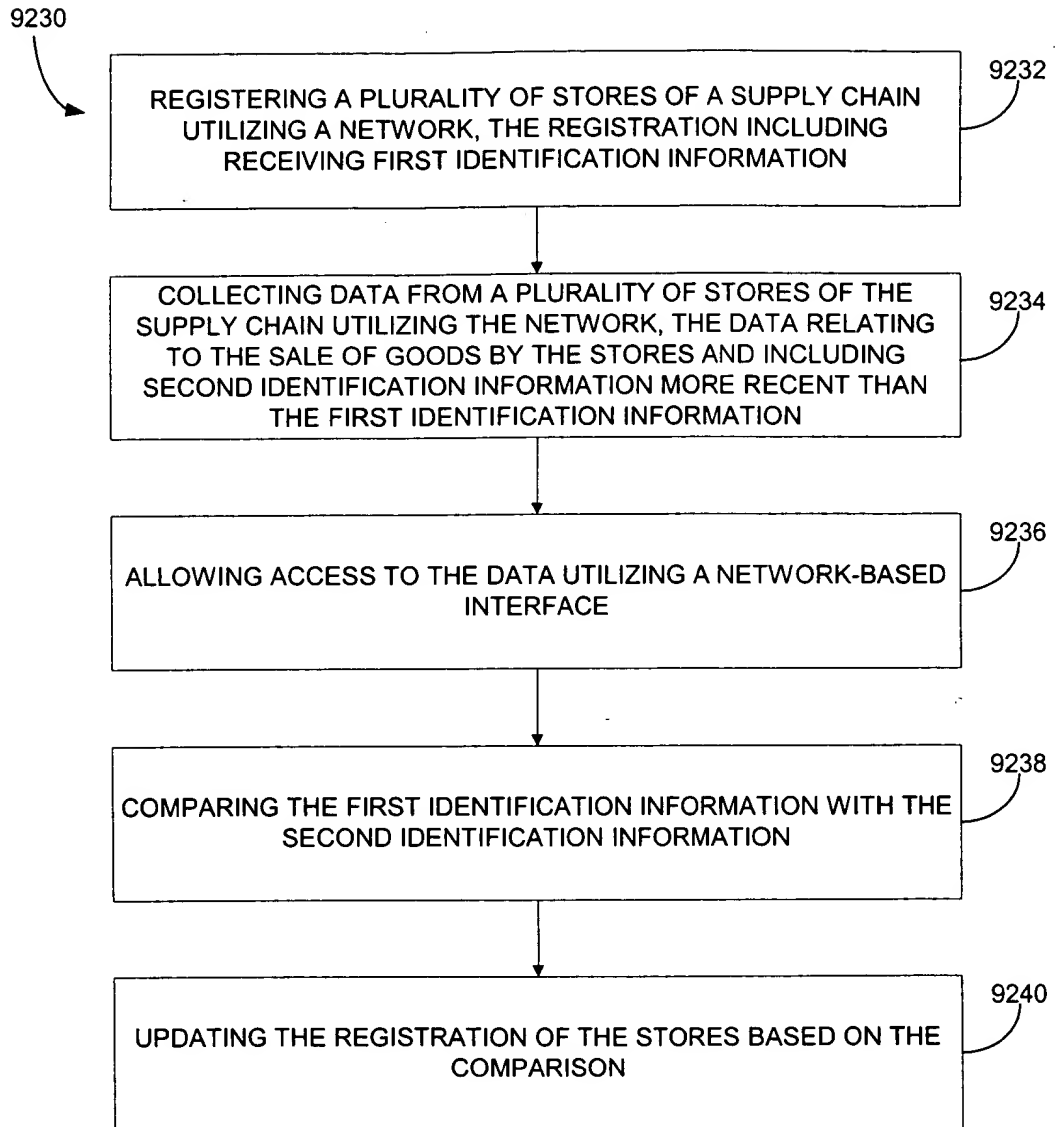 9230
9232
REGISTERING A PLURALITY OF STORES OF A SUPPLY CHAIN
UTILIZING A NETWORK, THE REGISTRATION INCLUDING
RECEIVING FIRST IDENTIFICATION INFORMATION
9234
COLLECTING DATA FROM A PLURALITY OF STORES OF THE
SUPPLY CHAIN UTILIZING THE NETWORK, THE DATA RELATING
TO THE SALE OF GOODS BY THE STORES AND INCLUDING
SECOND IDENTIFICATION INFORMATION MORE RECENT THAN
THE FIRST IDENTIFICATION INFORMATION
9236
ALLOWING ACCESS TO THE DATA UTILIZING A NETWORK-BASED
INTERFACE
9238
COMPARING THE FIRST IDENTIFICATION INFORMATION WITH THE
SECOND IDENTIFICATION INFORMATION
9240
UPDATING THE REGISTRATION OF THE STORES BASED ON THE
COMPARISON